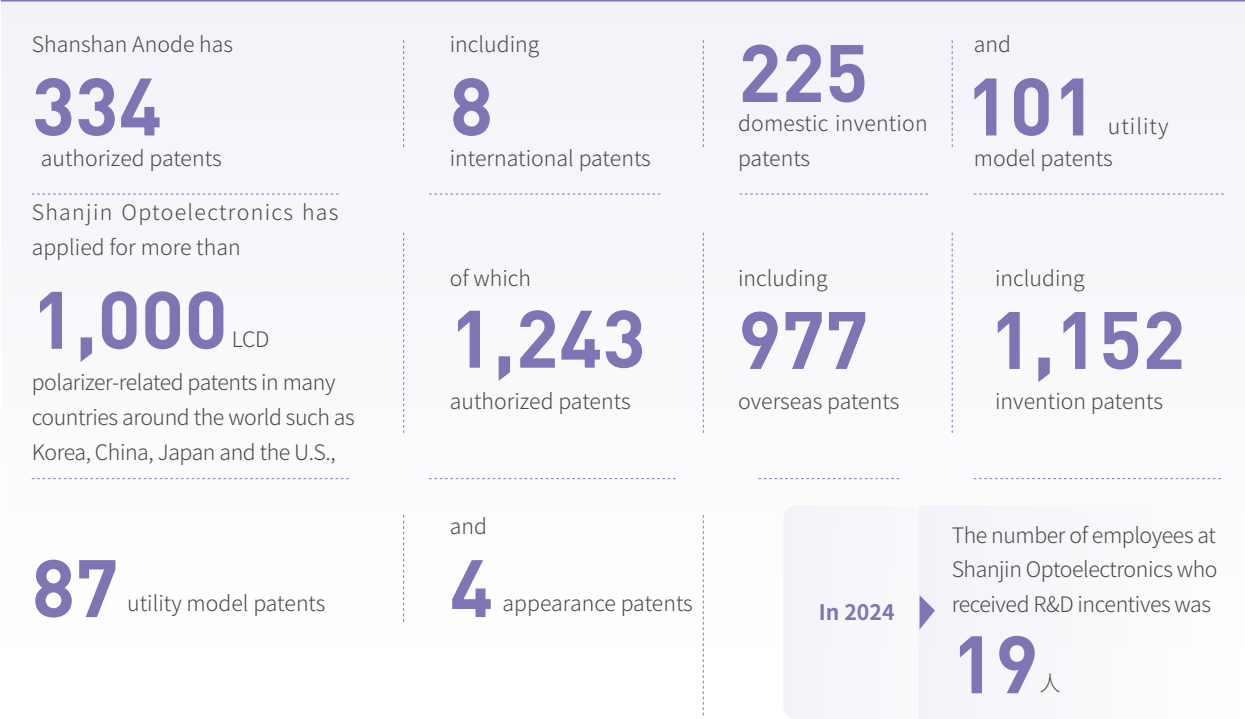 Shanshan Anode has
334
authorized patents
including
8
international patents
225
domestic invention
patents
and
101 utility
model patents
Shanjin Optoelectronics has
applied for more than
1,000 LCD
polarizer-related patents in many
countries around the world such as
Korea, China, Japan and the U.S.,
of which
1,243
authorized patents
including
977
overseas patents
including
1,152
invention patents
87 utility model patents
and
4 appearance patents
In 2024
The number of employees at
Shanjin Optoelectronics who
received R&D incentives was
19人